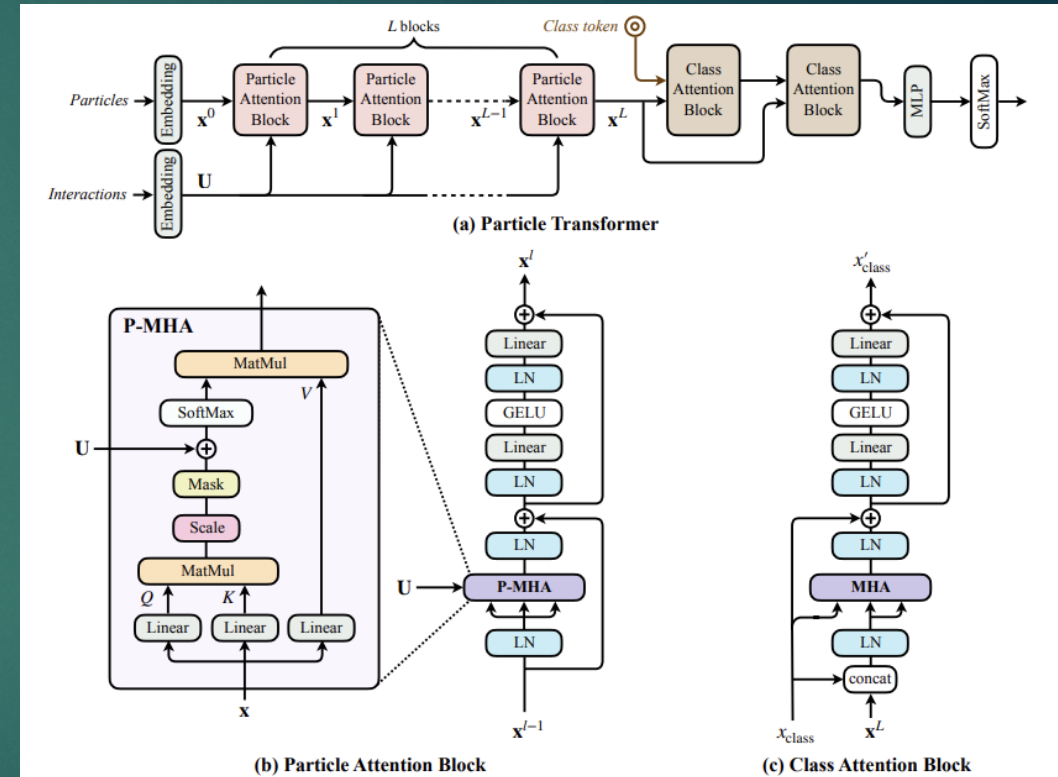 L blocks
Class token
Particles
Embedding
x⁰
Particle
Attention
Block
x¹
Particle
Attention
Block
xᴸ⁻¹
Particle
Attention
Block
xᴸ
Class
Attention
Block
Class
Attention
Block
MLP
SoftMax
Interactions
Embedding
U
(a) Particle Transformer
P-MHA
MatMul
V
SoftMax
U
+
Mask
Scale
MatMul
Q
K
Linear
Linear
Linear
x
(b) Particle Attention Block
xˡ
+
Linear
LN
GELU
Linear
LN
+
LN
U
P-MHA
LN
xˡ⁻¹
x′class
+
Linear
LN
GELU
Linear
LN
+
LN
MHA
LN
concat
xclass
xᴸ
(c) Class Attention Block